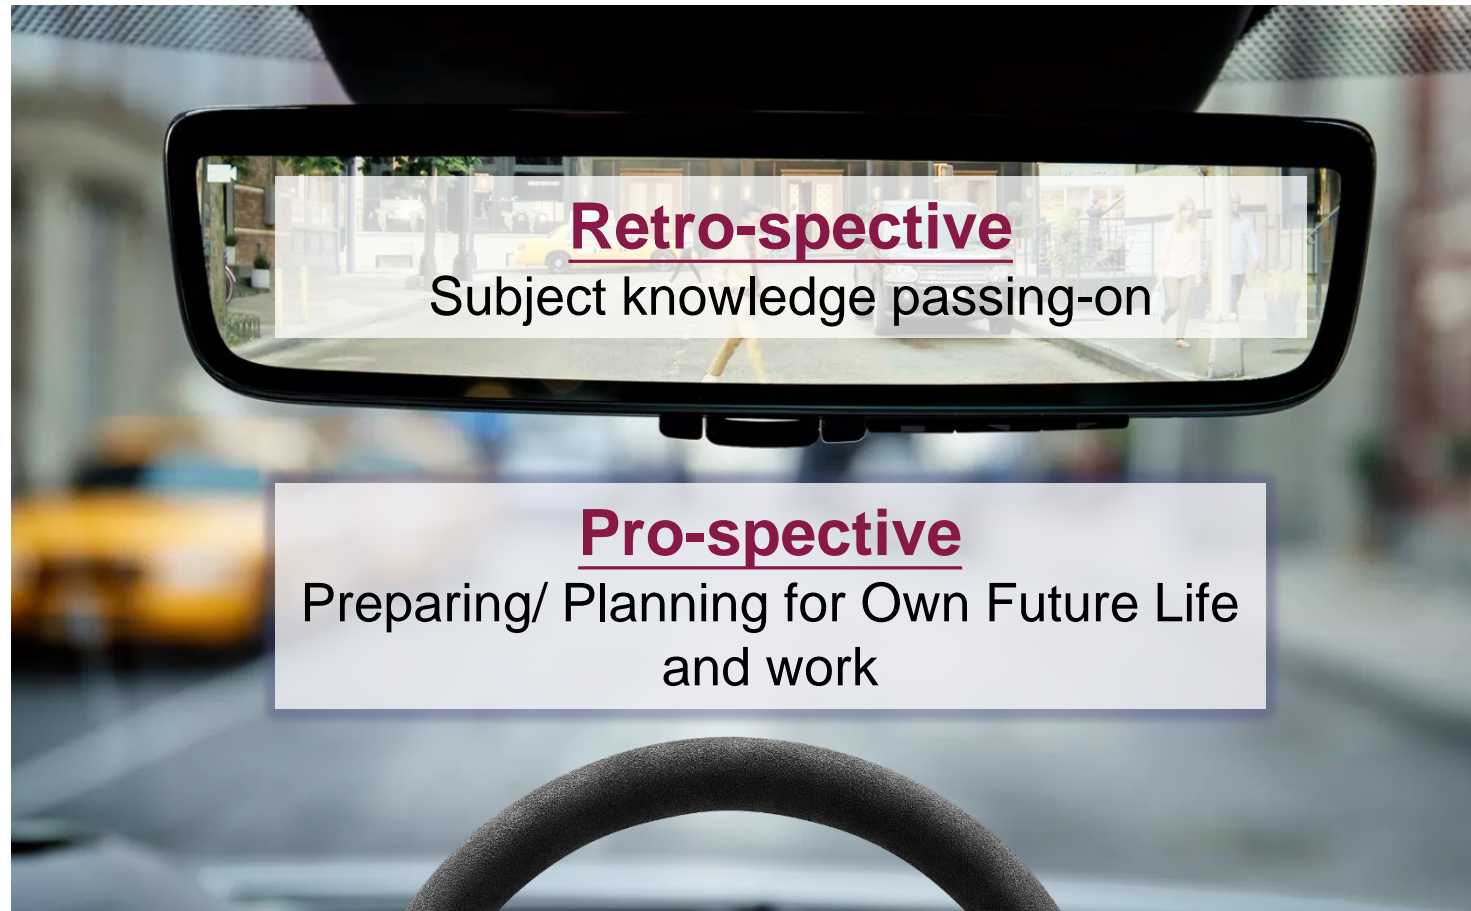 Retro-spective
Subject knowledge passing-on
Pro-spective
Preparing/ Planning for Own Future Life
and work